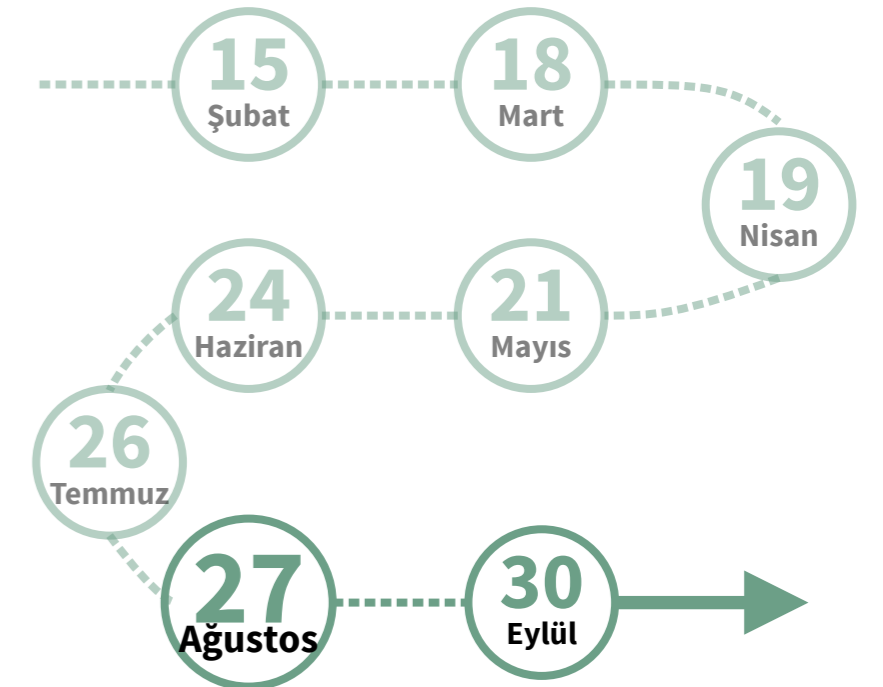 15
Şubat
18
Mart
19
Nisan
21
Mayıs
24
Haziran
26
Temmuz
27
Ağustos
30
Eylül